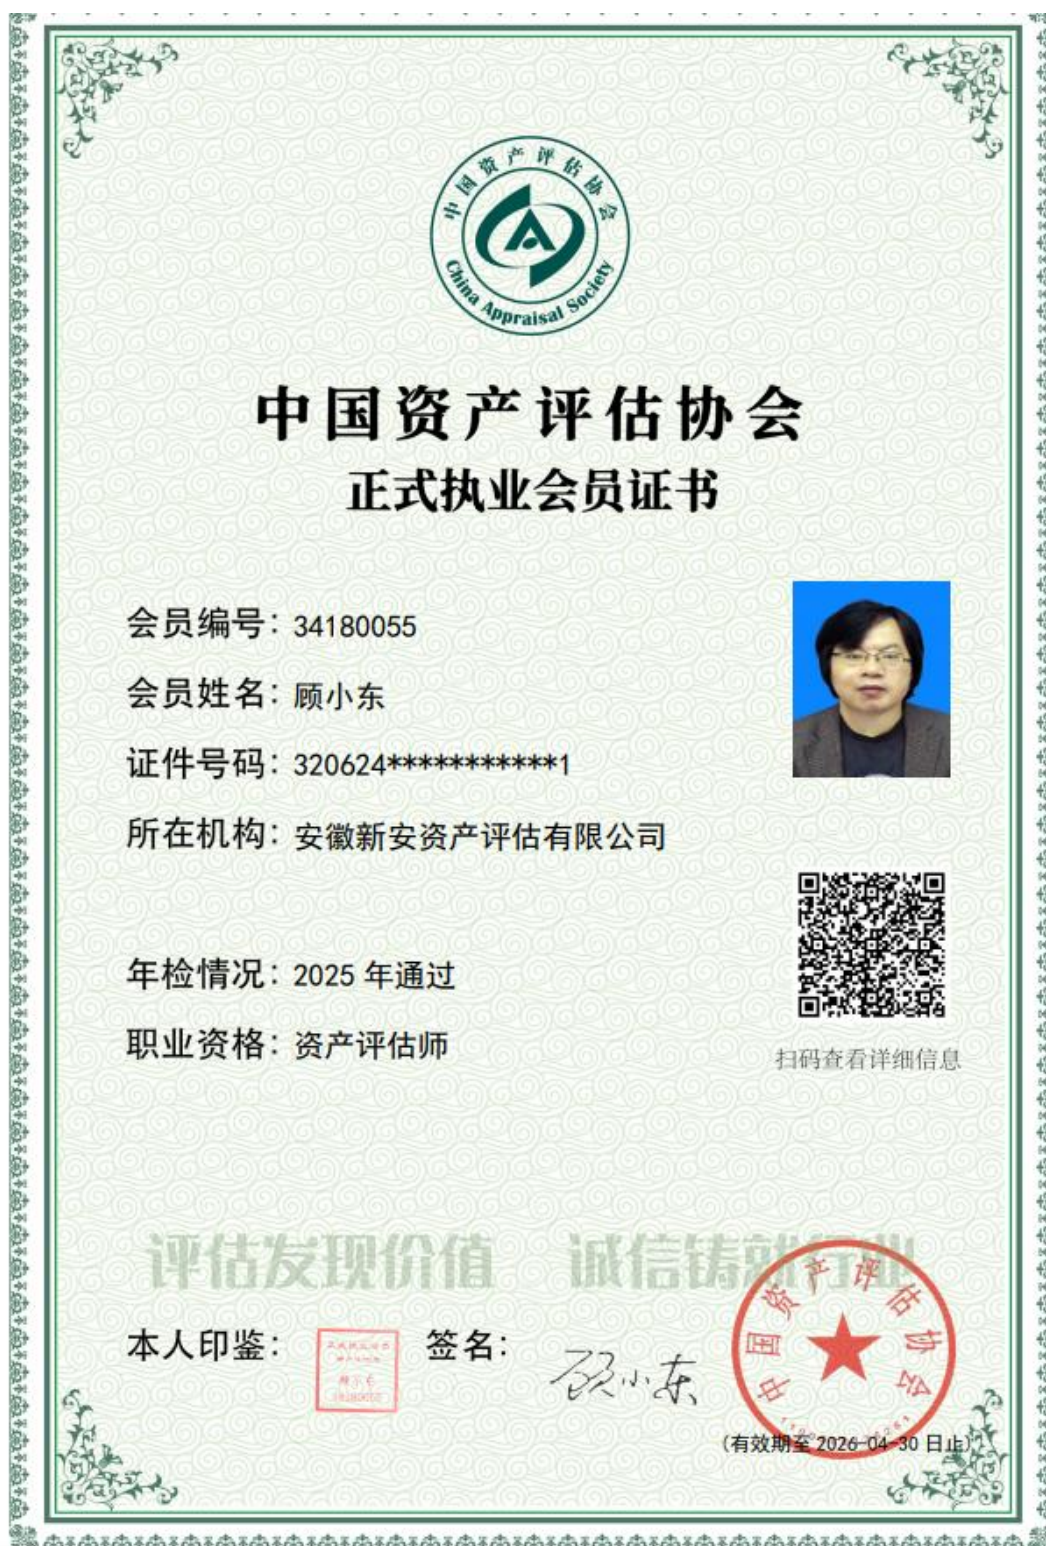 中国资产评估协会
China Appraisal Society
中国资产评估协会
正式执业会员证书
会员编号：34180055
会员姓名：顾小东
证件号码：320624***********1
所在机构：安徽新安资产评估有限公司
年检情况：2025 年通过
职业资格：资产评估师
扫码查看详细信息
评估发现价值 诚信铸就行业
本人印鉴：
34180055
签名：
顾小东
中国资产评估协会
（有效期至 2026-04-30 日止）